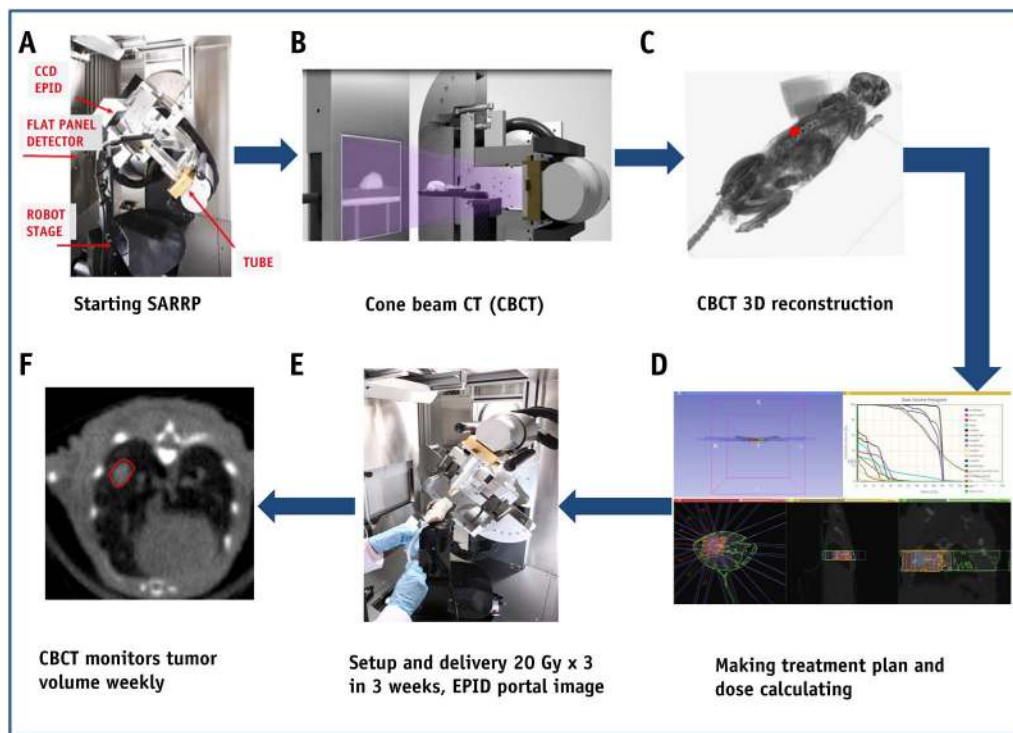 A
B
C
CCD
EPID
FLAT PANEL
DETECTOR
ROBOT
STAGE
TUBE
Starting SARRP
Cone beam CT (CBCT)
CBCT 3D reconstruction
F
E
D
Dose Volume Histogram
CBCT monitors tumor
volume weekly
Setup and delivery 20 Gy x 3
in 3 weeks, EPID portal image
Making treatment plan and
dose calculating